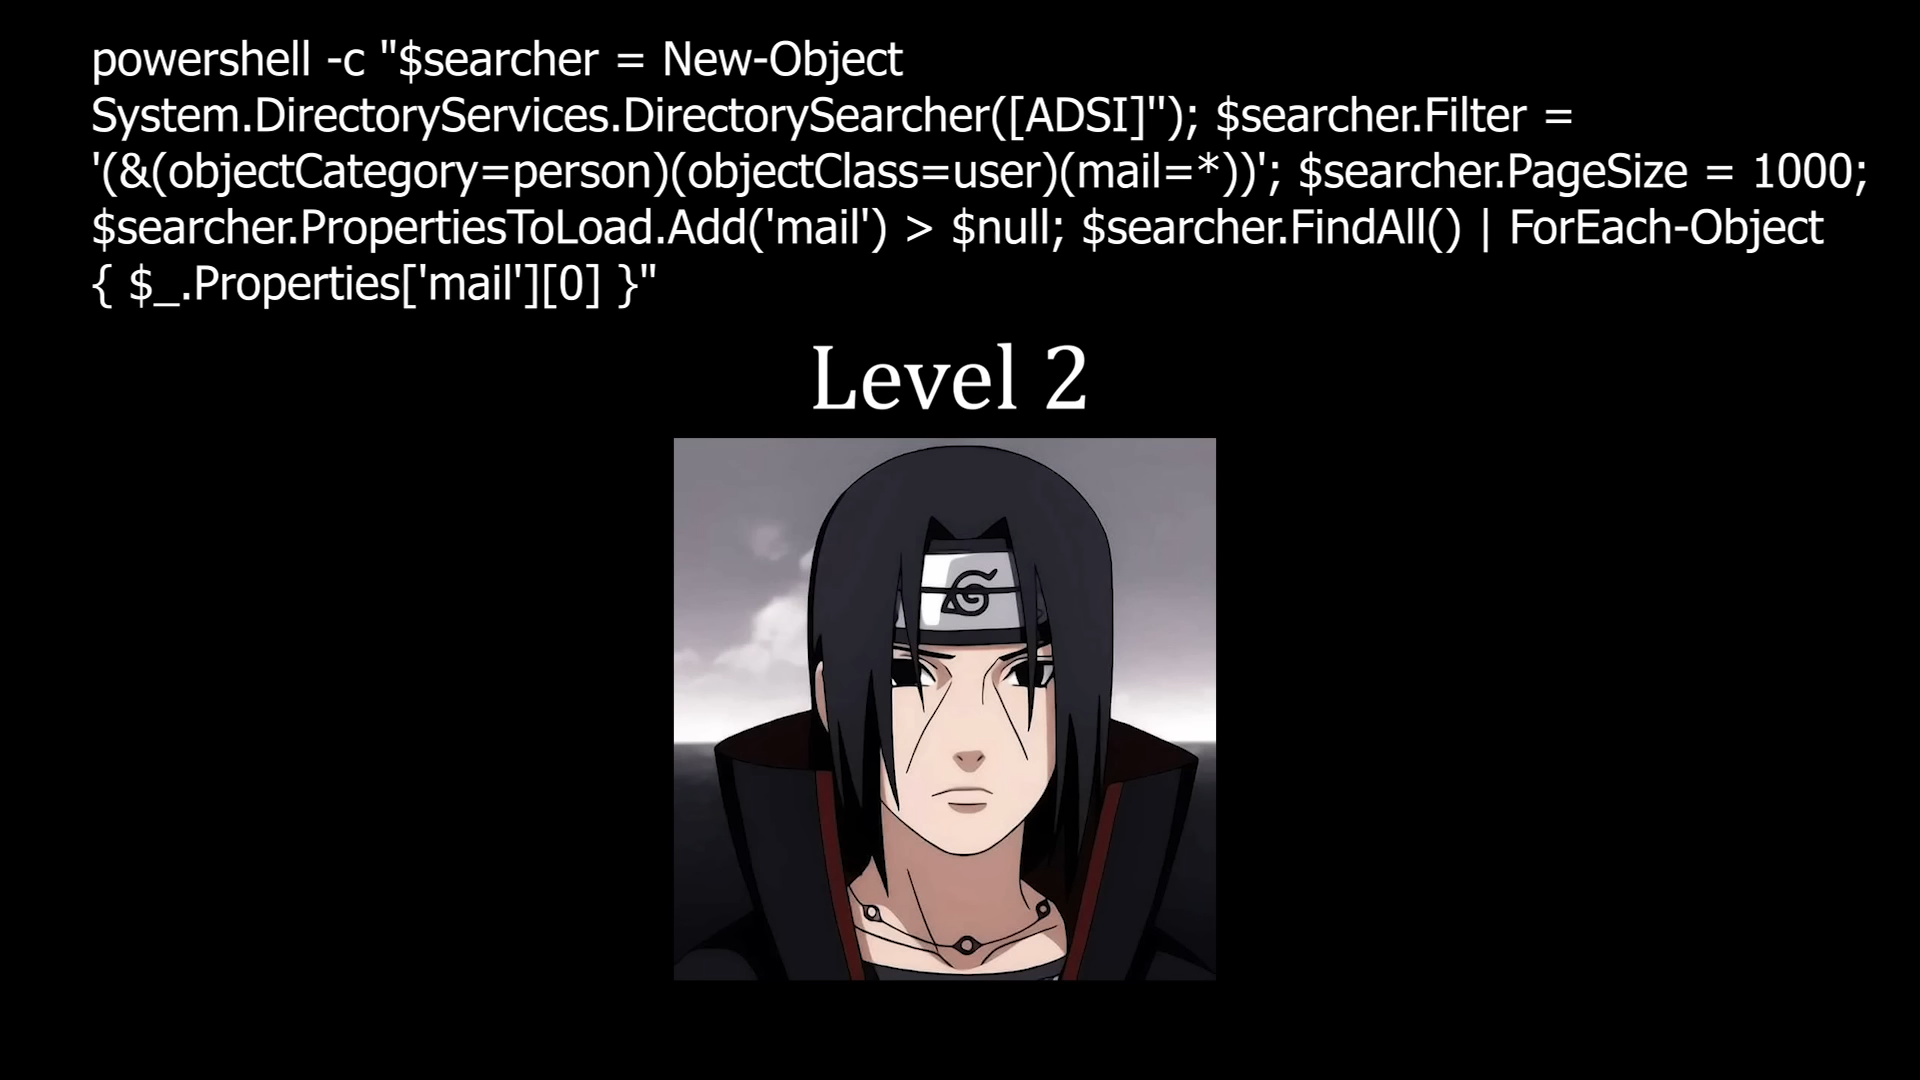 powershell -c "$searcher = New-Object
System.DirectoryServices.DirectorySearcher([ADSI]''); $searcher.Filter =
'(&(objectCategory=person)(objectClass=user)(mail=*))'; $searcher.PageSize = 1000;
$searcher.PropertiesToLoad.Add('mail') > $null; $searcher.FindAll() | ForEach-Object
{ $_.Properties['mail'][0] }"
Level 2